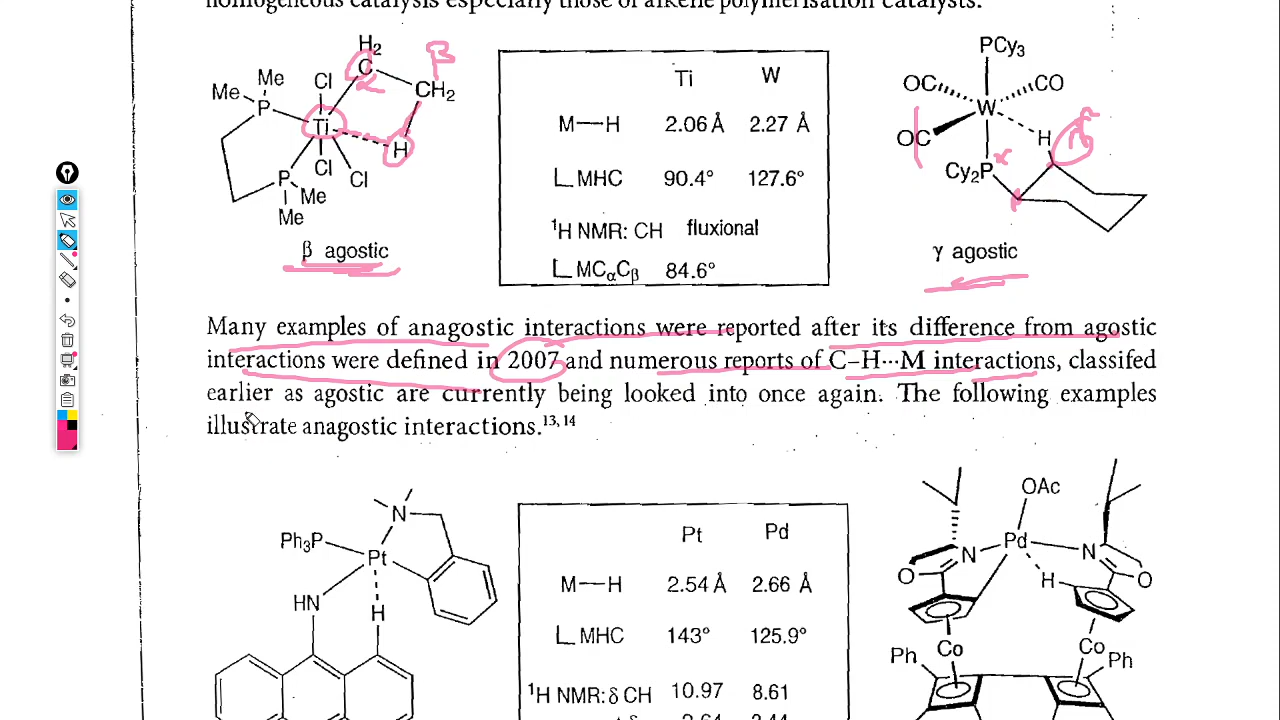 homogeneous catalysis especially those of alkene polymerisation catalysts.
H2
C
α
β
CH2
Me
Me
P
Cl
Ti
H
Cl
Cl
P
Me
Me
β agostic
Ti W
M—H 2.06 Å 2.27 Å
∟MHC 90.4° 127.6°
¹H NMR: CH fluxional
∟MCαCβ 84.6°
PCy3
OC
CO
W
OC
H
Cy2P
γ agostic
Many examples of anagostic interactions were reported after its difference from agostic
interactions were defined in 2007 and numerous reports of C–H···M interactions, classifed
earlier as agostic are currently being looked into once again. The following examples
illustrate anagostic interactions.¹³,¹⁴
N
Ph3P
Pt
HN
H
Pt Pd
M—H 2.54 Å 2.66 Å
∟MHC 143° 125.9°
¹H NMR: δ CH 10.97 8.61
OAc
Pd
N
N
O
H
O
Co
Co
Ph
Ph